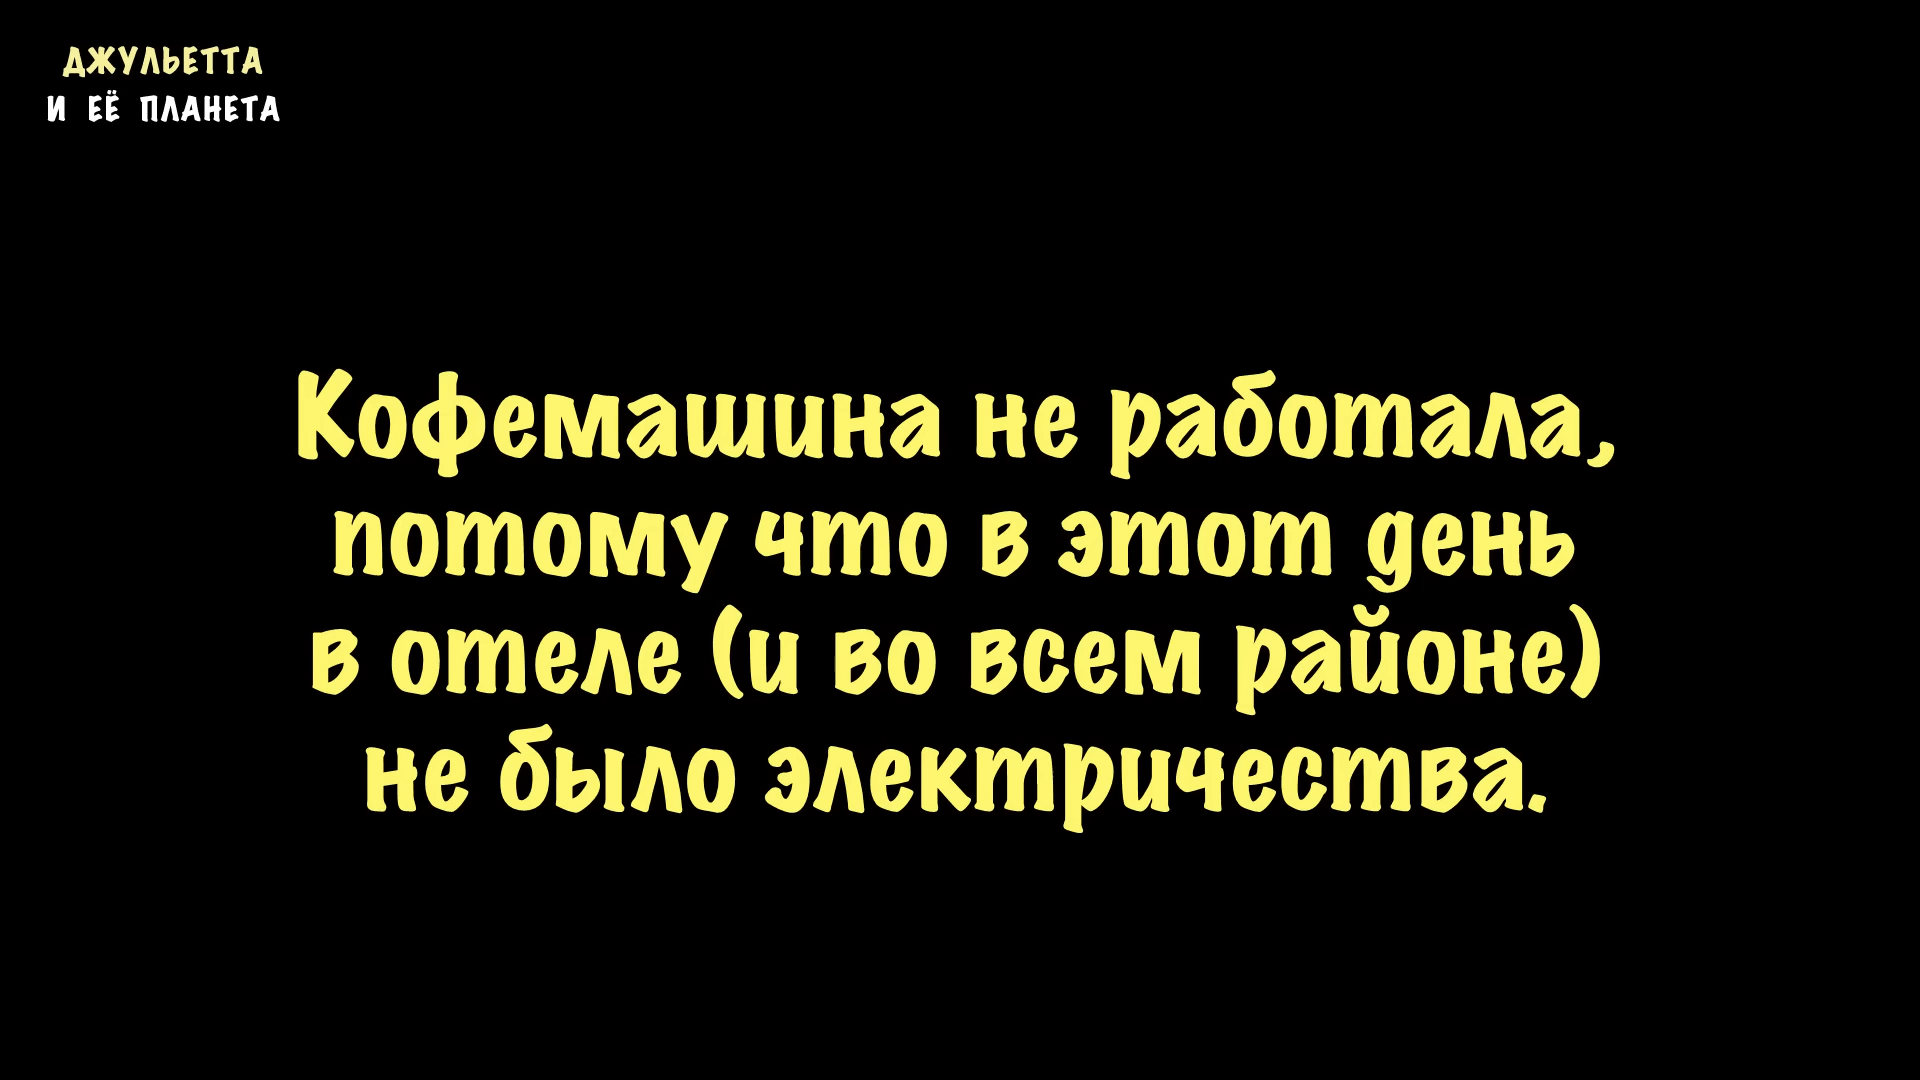 ДЖУЛЬЕТТА
И ЕЁ ПЛАНЕТА
Кофемашина не работала,
потому что в этот день
в отеле (и во всем районе)
не было электричества.